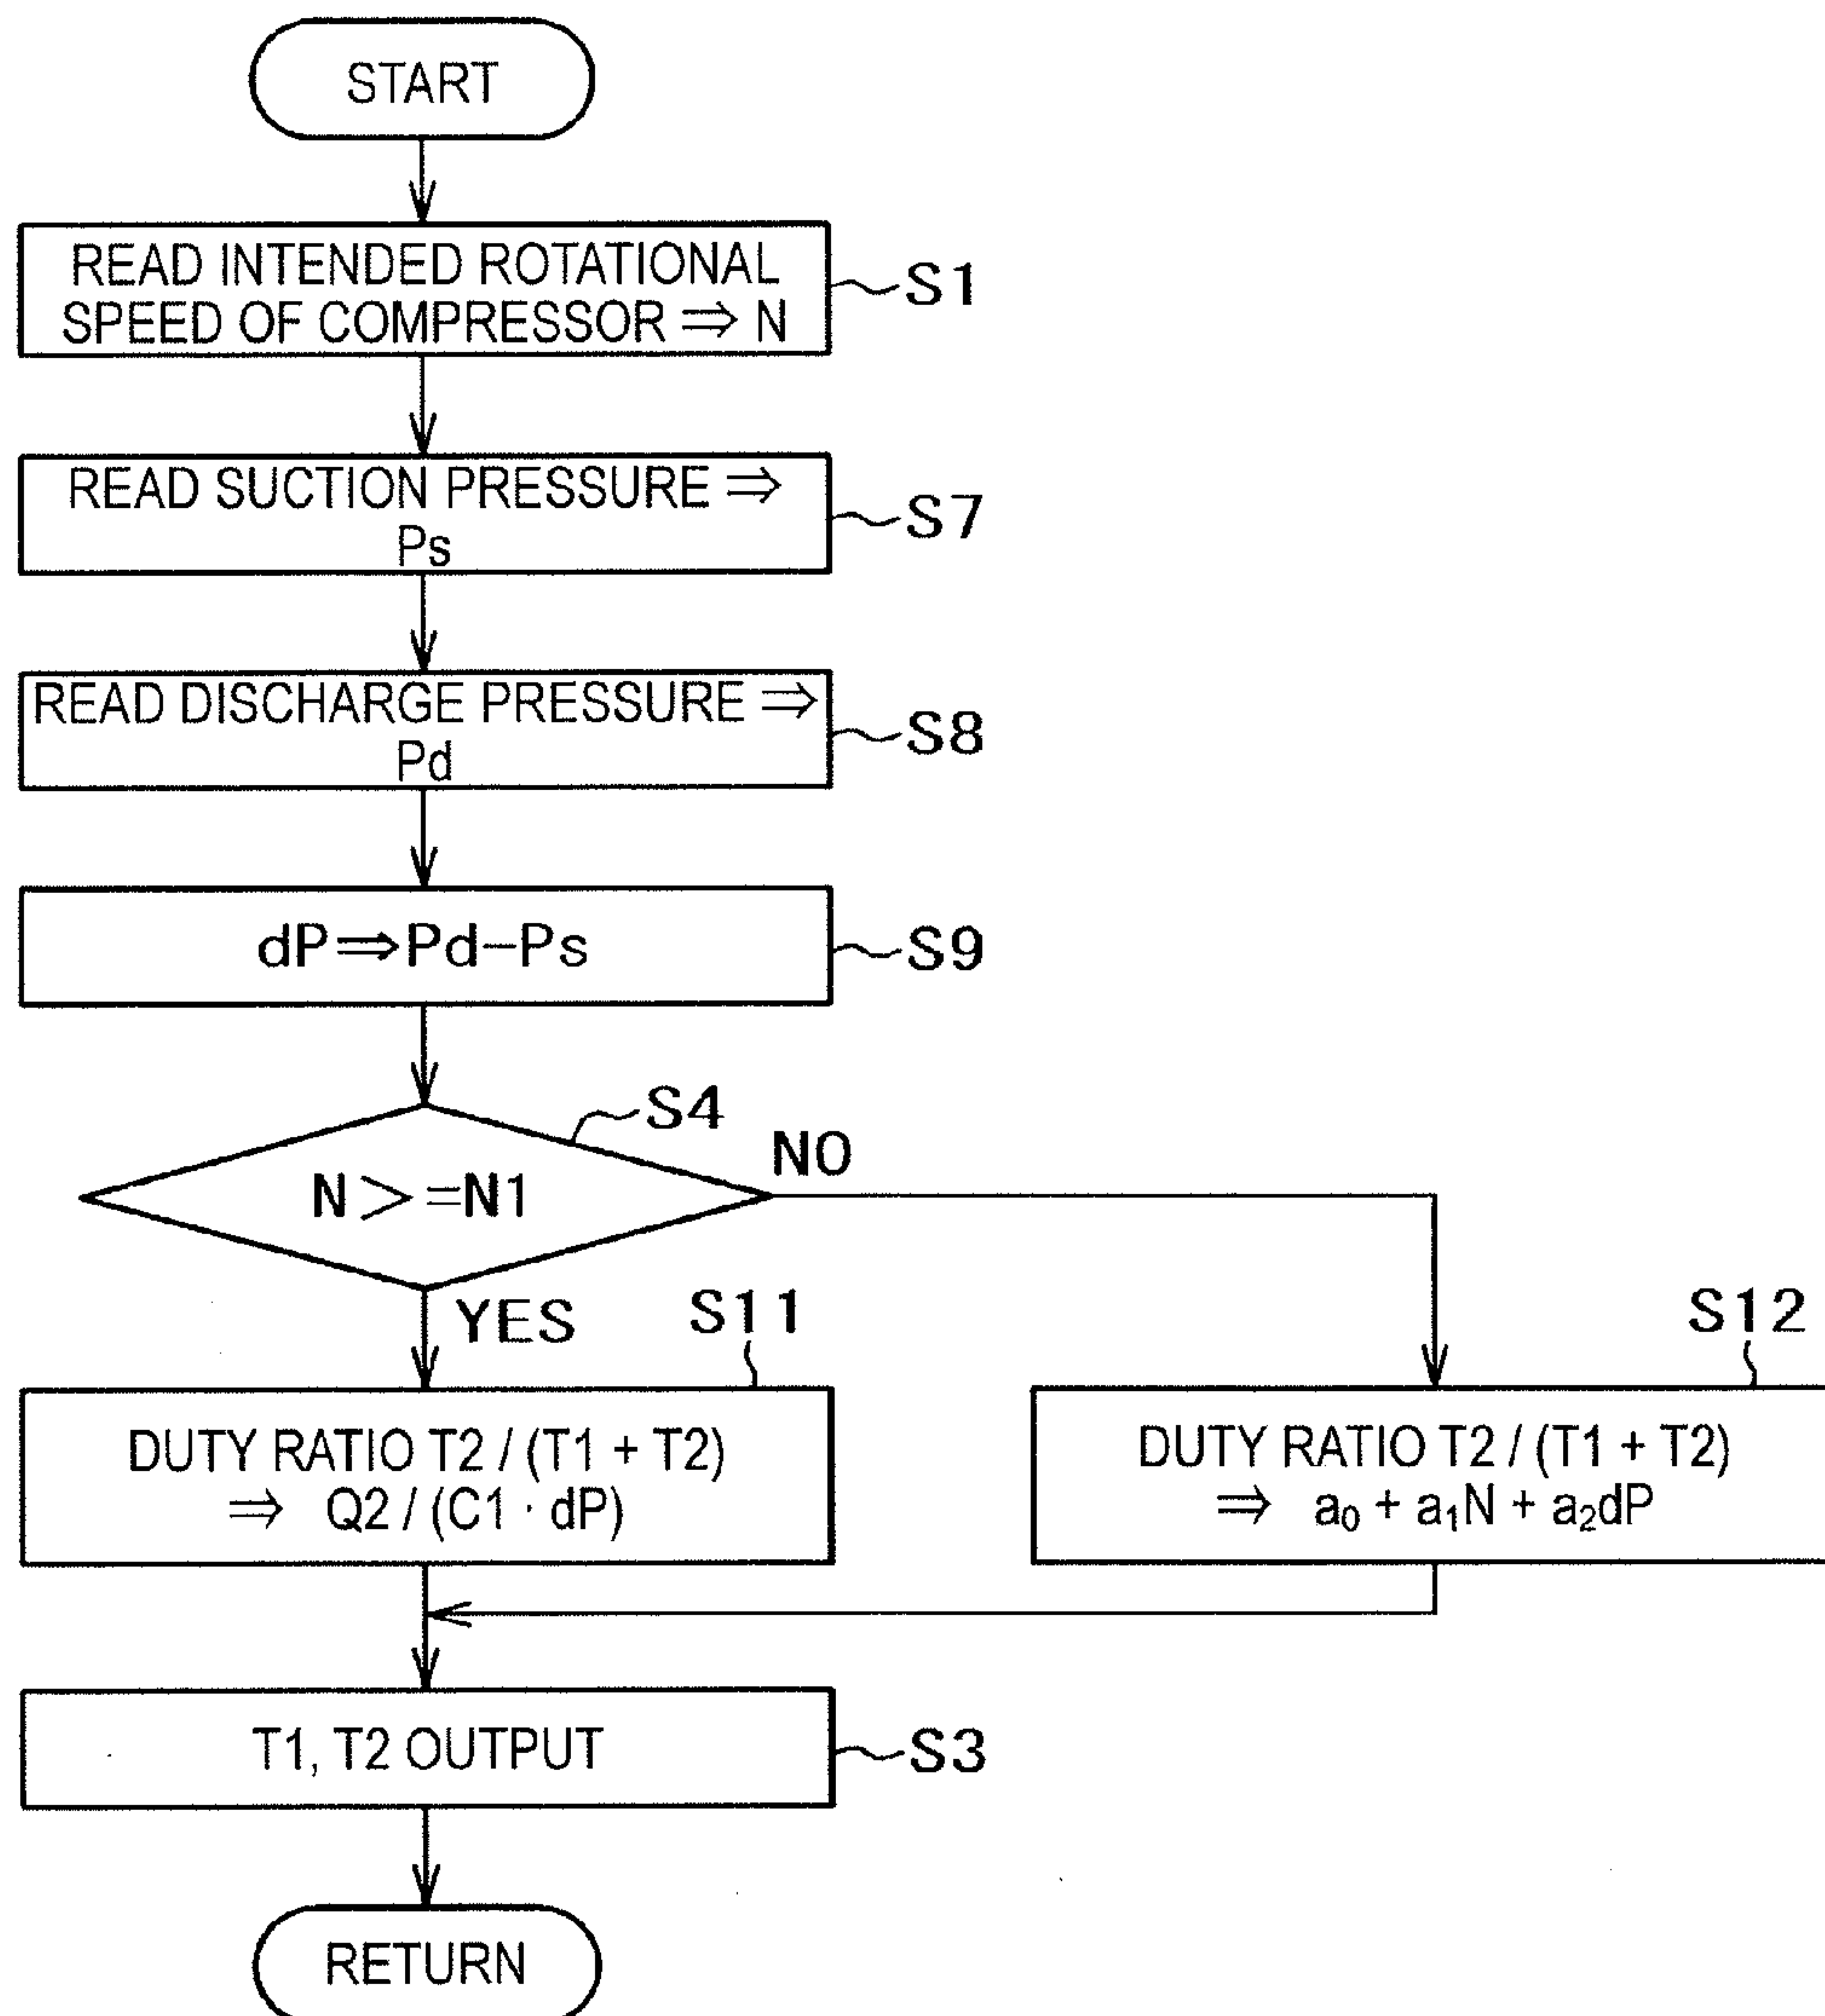 START
READ INTENDED ROTATIONAL
SPEED OF COMPRESSOR ⇒ N
S1
READ SUCTION PRESSURE ⇒
Ps
S7
READ DISCHARGE PRESSURE ⇒
Pd
S8
dP⇒Pd-Ps
S9
S4
N>=N1
NO
YES
S11
DUTY RATIO T2 / (T1 + T2)
⇒ Q2 / (C1 · dP)
S12
DUTY RATIO T2 / (T1 + T2)
⇒ a₀ + a₁N + a₂dP
T1, T2 OUTPUT
S3
RETURN